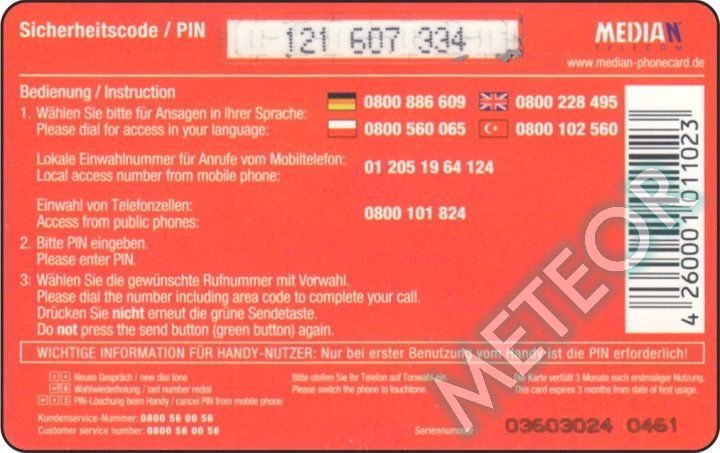 Sicherheitscode / PIN 121 607 334 MEDIAN
TELECOM
www.median-phonecard.de
Bedienung / Instruction
1. Wählen Sie bitte für Ansagen in Ihrer Sprache: 0800 886 609 0800 228 495
Please dial for access in your language: 0800 560 065 0800 102 560
Lokale Einwahlnummer für Anrufe vom Mobiltelefon: 01 205 19 64 124
Local access number from mobile phone:
Einwahl von Telefonzellen: 0800 101 824
Access from public phones:
2. Bitte PIN eingeben.
Please enter PIN.
3. Wählen Sie die gewünschte Rufnummer mit Vorwahl.
Please dial the number including area code to complete your call.
Drücken Sie nicht erneut die grüne Sendetaste.
Do not press the send button (green button) again.
4 260000 011023
METEOR
WICHTIGE INFORMATION FÜR HANDY-NUTZER: Nur bei erster Benutzung vom Handy ist die PIN erforderlich!
Neues Gespräch / new dial tone
Wahlwiederholung / last number redial
PIN-Löschung beim Handy / cancel PIN from mobile phone
Bitte stellen Sie Ihr Telefon auf Tonwahl ein.
Please switch the phone to touchtone.
Die Karte verfällt 3 Monate nach erstmaliger Nutzung.
This card expires 3 months from date of first usage.
Kundenservice-Nummer: 0800 56 00 56
Customer service number: 0800 56 00 56
Seriennummer: 03603024 0461